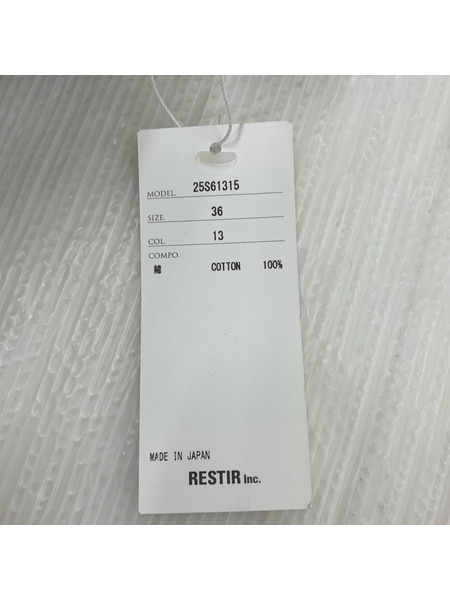 MODEL. 25S61315
SIZE. 36
COL. 13
COMPO.
綿 COTTON 100%
MADE IN JAPAN
RESTIR Inc.